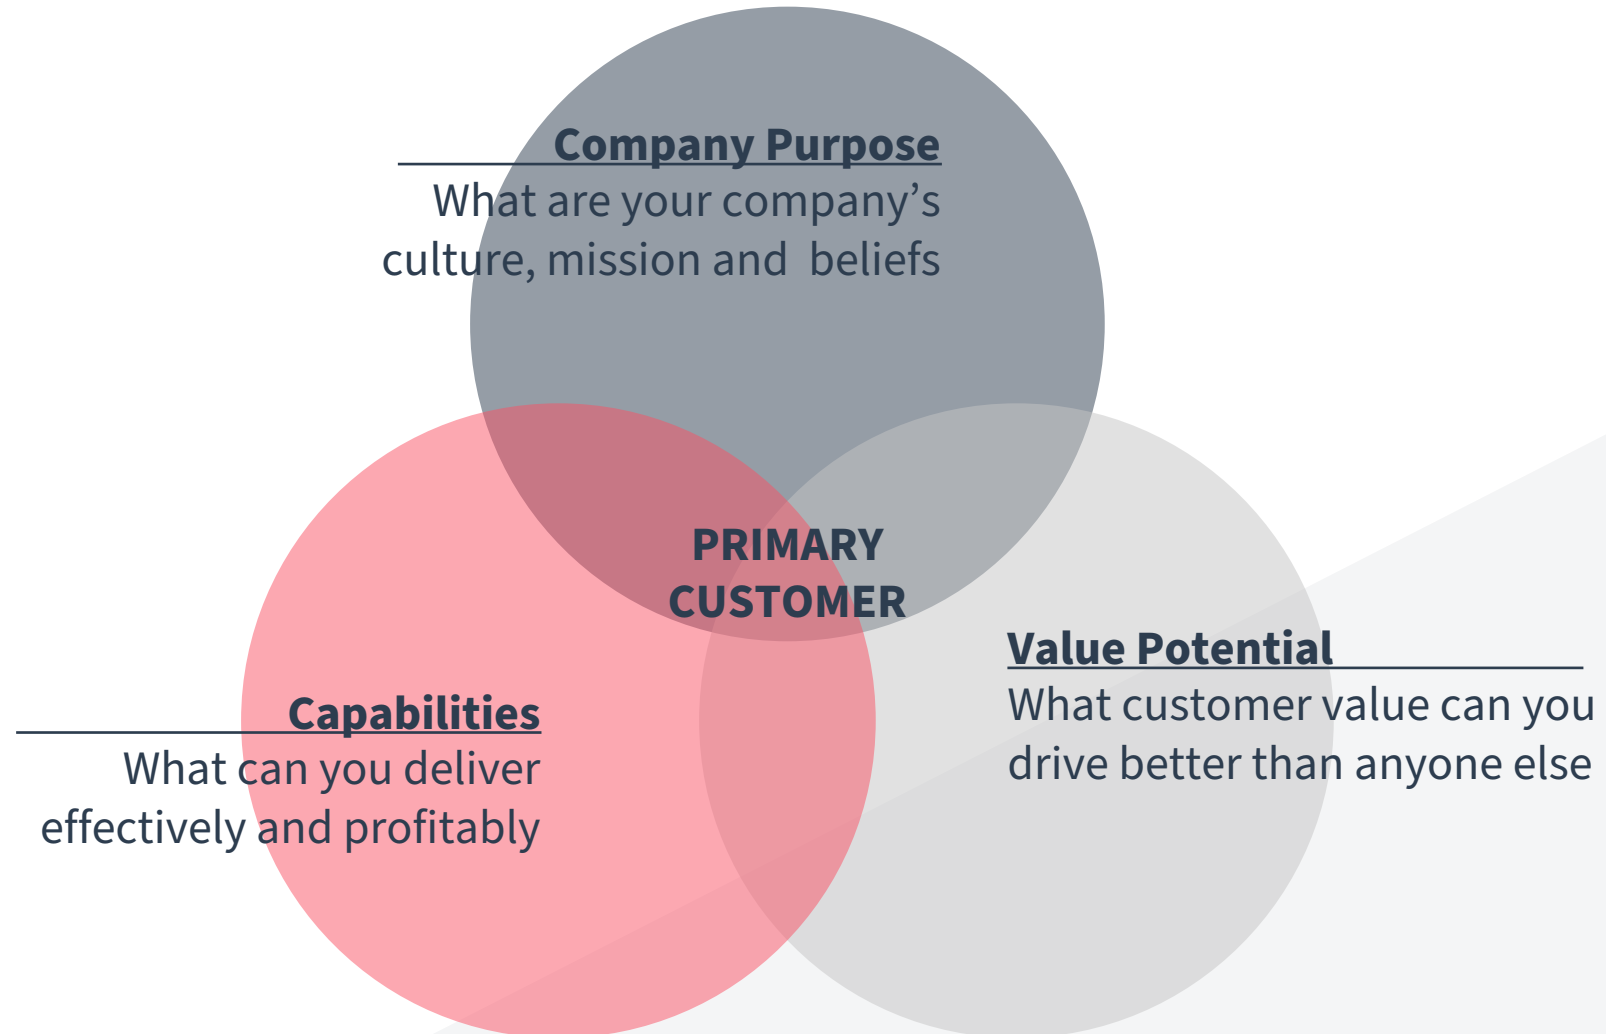 Company Purpose
What are your company’s
culture, mission and  beliefs
PRIMARY
CUSTOMER
Value Potential
What customer value can you
drive better than anyone else
Capabilities
What can you deliver
effectively and profitably